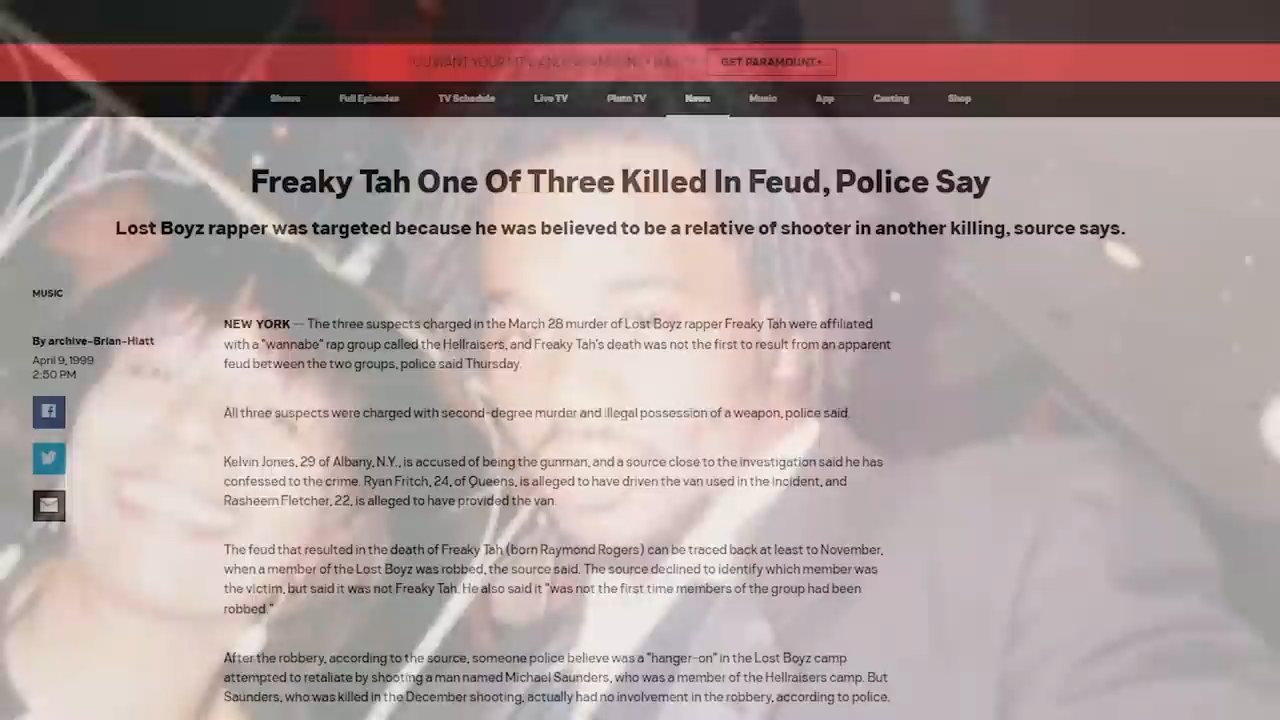 GET PARAMOUNT+
Shows Full Episodes TV Schedule Live TV Pluto TV News Music App Casting Shop
Freaky Tah One Of Three Killed In Feud, Police Say
Lost Boyz rapper was targeted because he was believed to be a relative of shooter in another killing, source says.
MUSIC
By archive-Brian-Hiatt
April 9, 1999
2:50 PM
NEW YORK — The three suspects charged in the March 28 murder of Lost Boyz rapper Freaky Tah were affiliated
with a "wannabe" rap group called the Hellraisers, and Freaky Tah's death was not the first to result from an apparent
feud between the two groups, police said Thursday.
All three suspects were charged with second-degree murder and illegal possession of a weapon, police said.
Kelvin Jones, 29 of Albany, N.Y., is accused of being the gunman, and a source close to the investigation said he has
confessed to the crime. Ryan Fritch, 24, of Queens, is alleged to have driven the van used in the incident, and
Rasheem Fletcher, 22, is alleged to have provided the van.
The feud that resulted in the death of Freaky Tah (born Raymond Rogers) can be traced back at least to November,
when a member of the Lost Boyz was robbed, the source said. The source declined to identify which member was
the victim, but said it was not Freaky Tah. He also said it "was not the first time members of the group had been
robbed."
After the robbery, according to the source, someone police believe was a "hanger-on" in the Lost Boyz camp
attempted to retaliate by shooting a man named Michael Saunders, who was a member of the Hellraisers camp. But
Saunders, who was killed in the December shooting, actually had no involvement in the robbery, according to police.